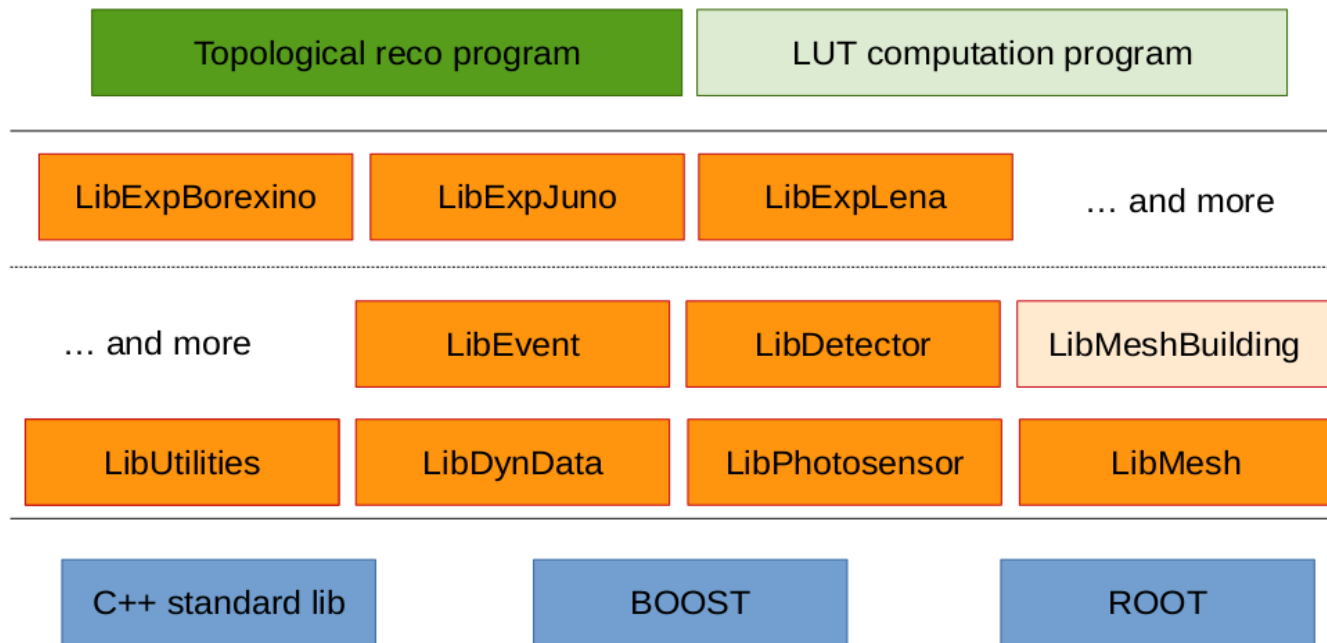 Topological reco program
LUT computation program
LibExpBorexino
LibExpJuno
LibExpLena
… and more
… and more
LibEvent
LibDetector
LibMeshBuilding
LibUtilities
LibDynData
LibPhotosensor
LibMesh
C++ standard lib
BOOST
ROOT